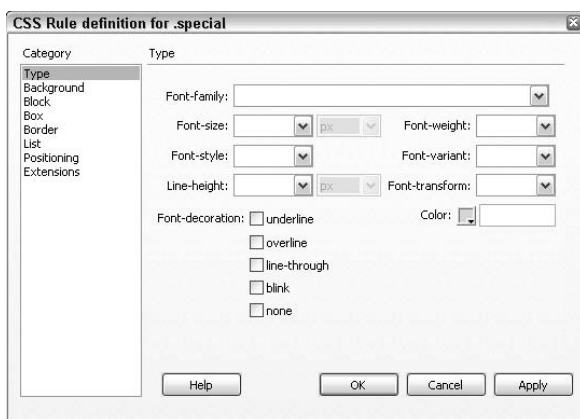 CSS Rule definition for .special
Category
Type
Type
Background
Block
Box
Border
List
Positioning
Extensions
Font-family:
Font-size:
px
Font-weight:
Font-style:
Font-variant:
Line-height:
px
Font-transform:
Font-decoration:
underline
Color:
overline
line-through
blink
none
Help
OK
Cancel
Apply